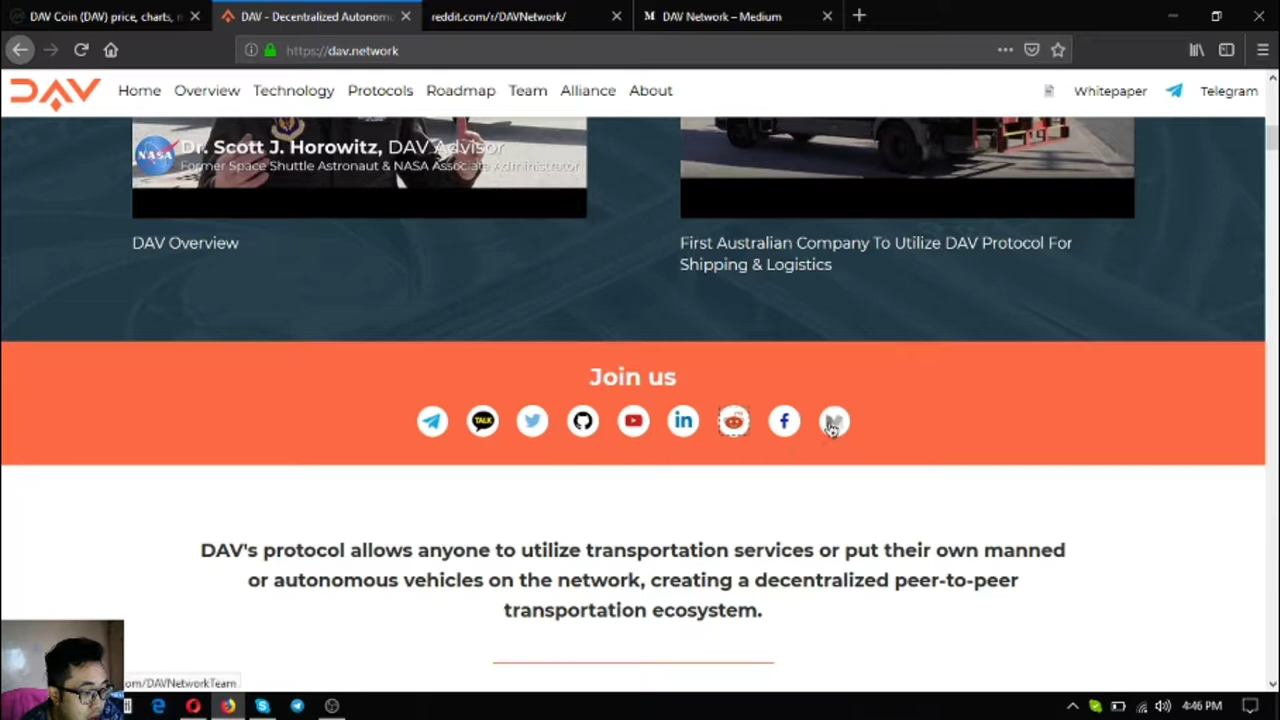 DAV Coin (DAV) price, charts,
DAV - Decentralized Autonom
reddit.com/r/DAVNetwork/
M DAV Network – Medium
https://dav.network
DAV
Home Overview Technology Protocols Roadmap Team Alliance About
Whitepaper Telegram
NASA
Dr. Scott J. Horowitz, DAV Advisor
Former Space Shuttle Astronaut & NASA Associate Administrator
DAV Overview
First Australian Company To Utilize DAV Protocol For
Shipping & Logistics
Join us
TALK
in
f
DAV's protocol allows anyone to utilize transportation services or put their own manned
or autonomous vehicles on the network, creating a decentralized peer-to-peer
transportation ecosystem.
om/DAVNetworkTeam
4:46 PM